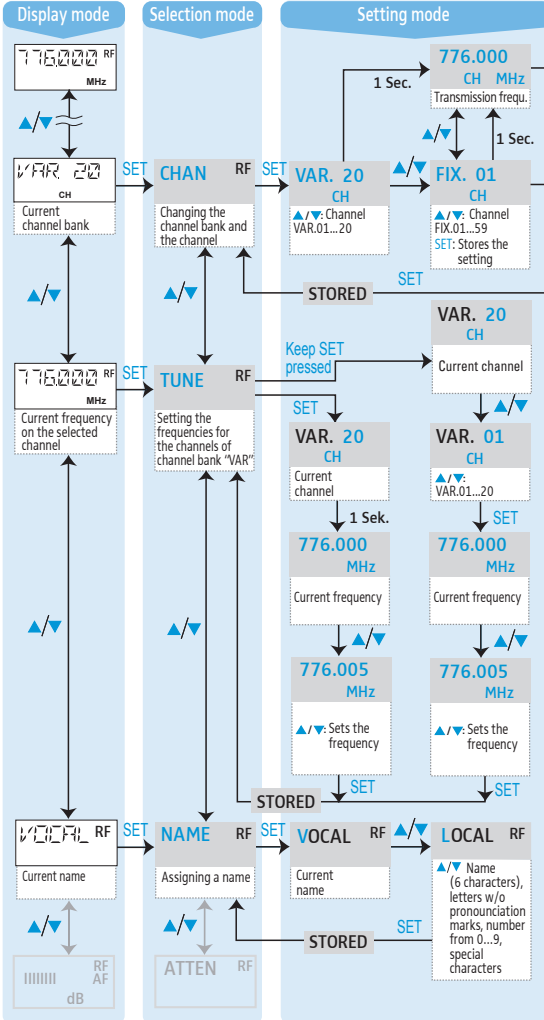 Display mode
Selection mode
Setting mode
776.000 RF
MHz
776.000
CH MHz
Transmission frequ.
1 Sec.
▲/▼
▲/▼
1 Sec.
VAR 20
CH
Current
channel bank
SET
CHAN RF
Changing the
channel bank and
the channel
SET
VAR. 20
CH
▲/▼: Channel
VAR.01...20
▲/▼
FIX. 01
CH
▲/▼: Channel
FIX.01...59
SET: Stores the
setting
▲/▼
▲/▼
STORED
SET
776.000 RF
MHz
Current frequency
on the selected
channel
SET
TUNE RF
Setting the
frequencies for
the channels of
channel bank "VAR"
Keep SET
pressed
VAR. 20
CH
Current channel
▲/▼
SET
VAR. 20
CH
Current
channel
VAR. 01
CH
▲/▼:
VAR.01...20
1 Sek.
SET
776.000
MHz
Current frequency
776.000
MHz
Current frequency
▲/▼
▲/▼
▲/▼
▲/▼
776.005
MHz
▲/▼: Sets the
frequency
776.005
MHz
▲/▼: Sets the
frequency
SET
SET
STORED
VOCAL RF
Current name
SET
NAME RF
Assigning a name
SET
VOCAL RF
Current
name
▲/▼
LOCAL RF
▲/▼ Name
(6 characters),
letters w/o
pronounciation
marks, number
from 0...9,
special
characters
▲/▼
▲/▼
STORED
SET
RF
AF
dB
ATTEN RF